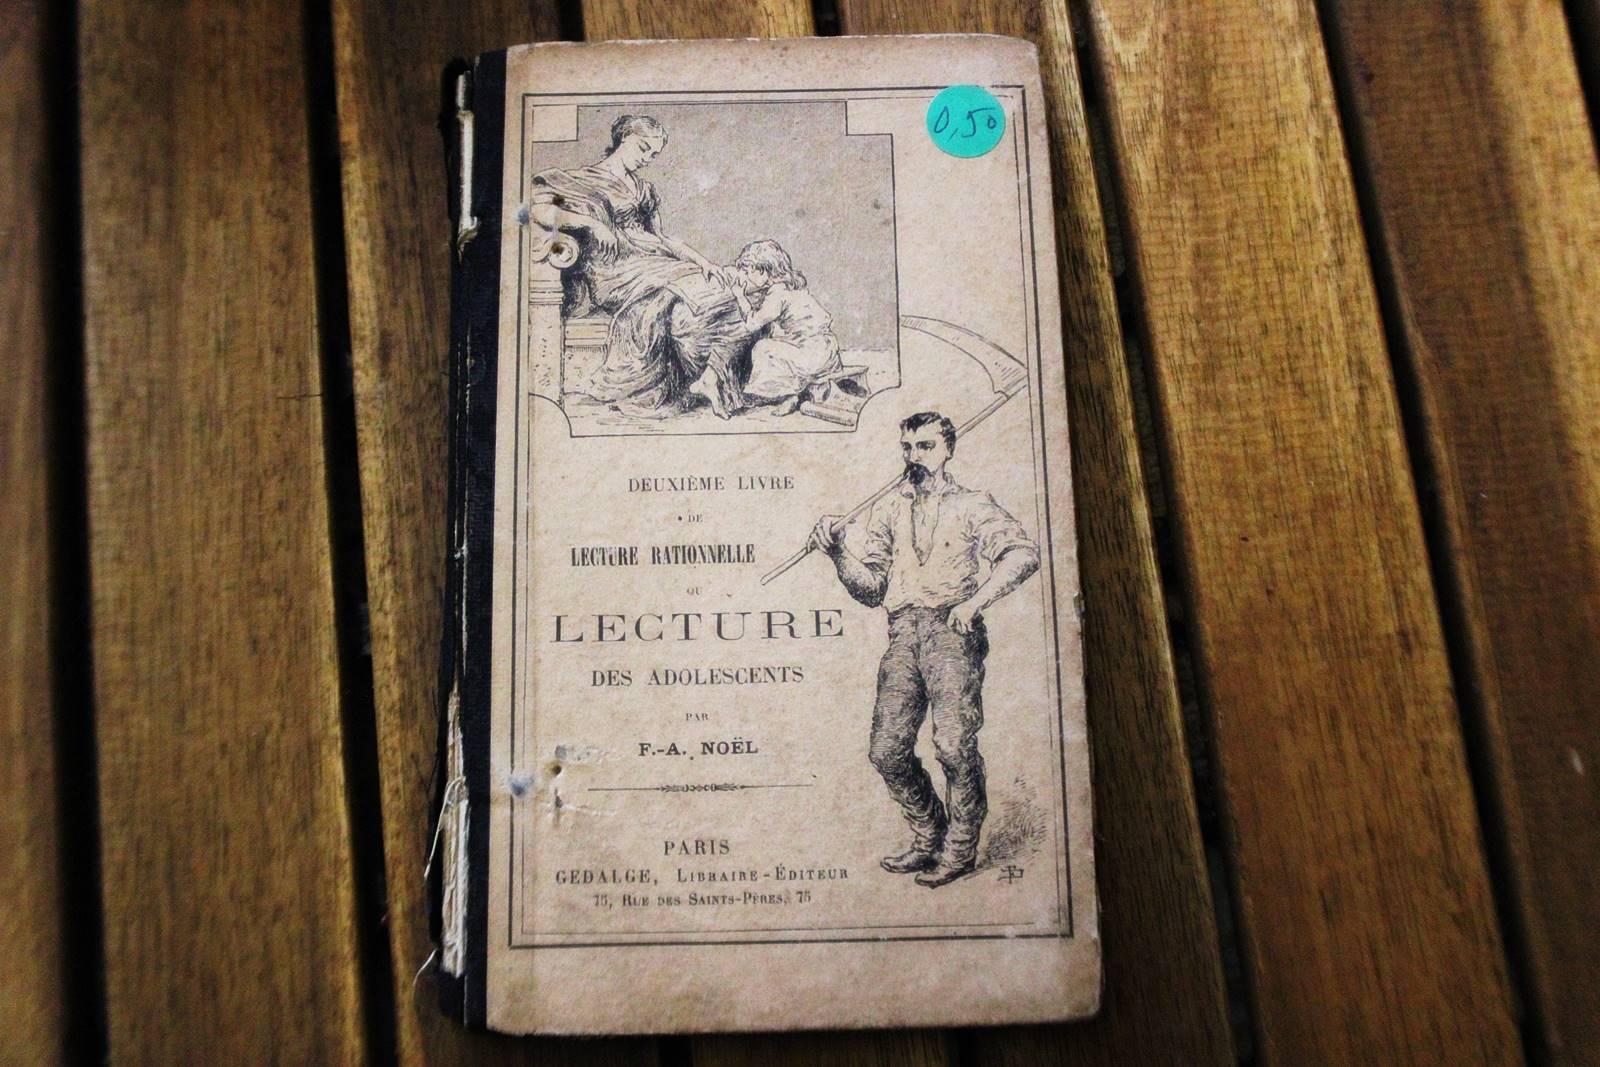 0,50
DEUXIÈME LIVRE
DE
LECTURE RATIONNELLE
OU
LECTURE
DES ADOLESCENTS
PAR
F.-A. NOËL
PARIS
GEDALGE, LIBRAIRE-ÉDITEUR
75, RUE DES SAINTS-PÈRES, 75